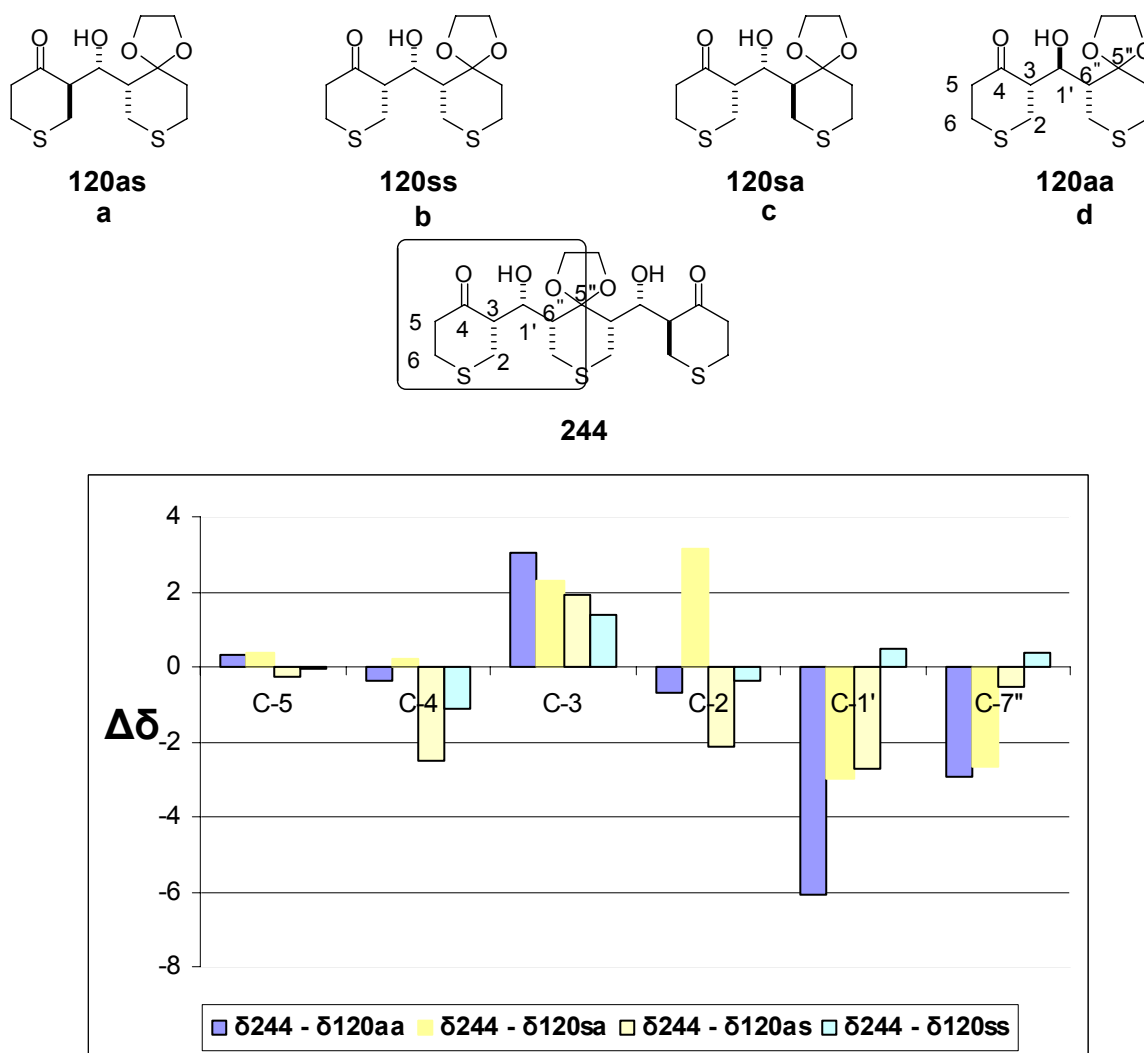 O HO O O S S
O HO O O S S
O HO O O S S
O HO O O S S 5 4 3 2 6 1' 6" 5"
120as 120ss 120sa 120aa
a b c d
O HO O O OH O
5 4 3 1' 6" 5"
6 2
S S S
244
4
2
0
-2
-4
-6
-8
Δδ
C-5 C-4 C-3 C-2 C-1' C-7"
δ244 - δ120aa δ244 - δ120sa δ244 - δ120as δ244 - δ120ss